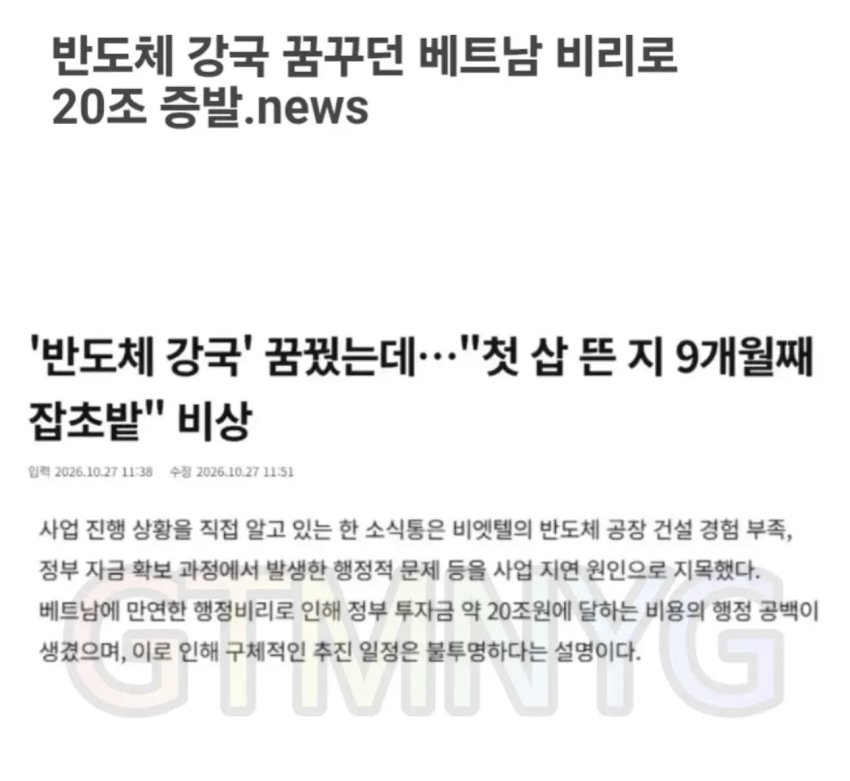 반도체 강국 꿈꾸던 베트남 비리로
20조 증발.news
'반도체 강국' 꿈꿨는데…"첫 삽 뜬 지 9개월째
잡초밭" 비상
입력 2026.10.27 11:38 수정 2026.10.27 11:51
사업 진행 상황을 직접 알고 있는 한 소식통은 비엣텔의 반도체 공장 건설 경험 부족,
정부 자금 확보 과정에서 발생한 행정적 문제 등을 사업 지연 원인으로 지목했다.
베트남에 만연한 행정비리로 인해 정부 투자금 약 20조원에 달하는 비용의 행정 공백이
생겼으며, 이로 인해 구체적인 추진 일정은 불투명하다는 설명이다.
GTMNYG